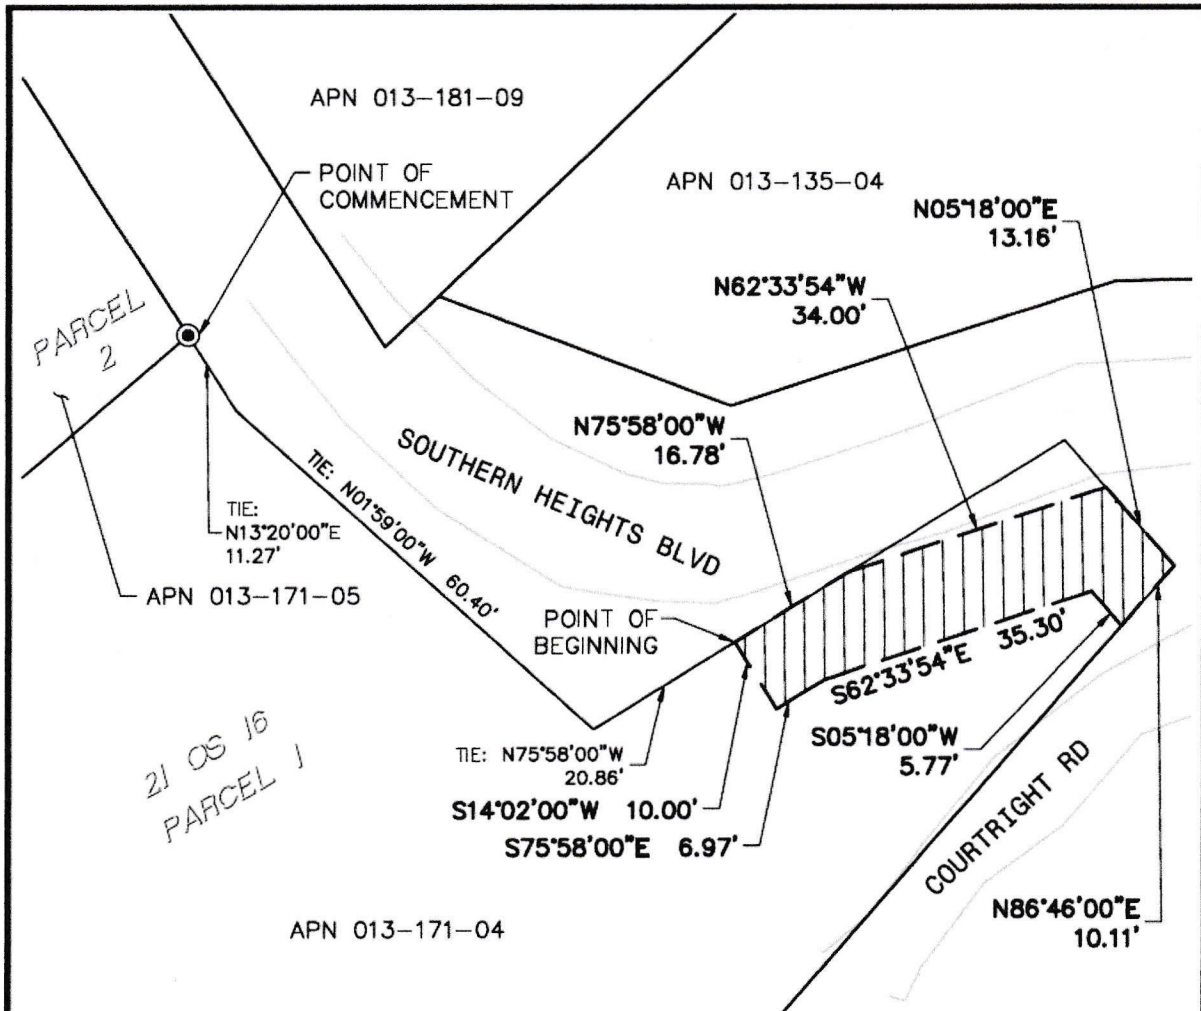 APN 013-181-09
POINT OF
COMMENCEMENT
APN 013-135-04
N05°18'00"E
13.16'
N62°33'54"W
34.00'
PARCEL
2
N75°58'00"W
16.78'
SOUTHERN HEIGHTS BLVD
TIE: N01°59'00"W 60.40'
TIE:
N13°20'00"E
11.27'
APN 013-171-05
POINT OF
BEGINNING
S62°33'54"E 35.30'
S05°18'00"W
5.77'
21 OS 16
PARCEL 1
TIE: N75°58'00"W
20.86'
S14°02'00"W 10.00'
S75°58'00"E 6.97'
COURTRIGHT RD
N86°46'00"E
10.11'
APN 013-171-04